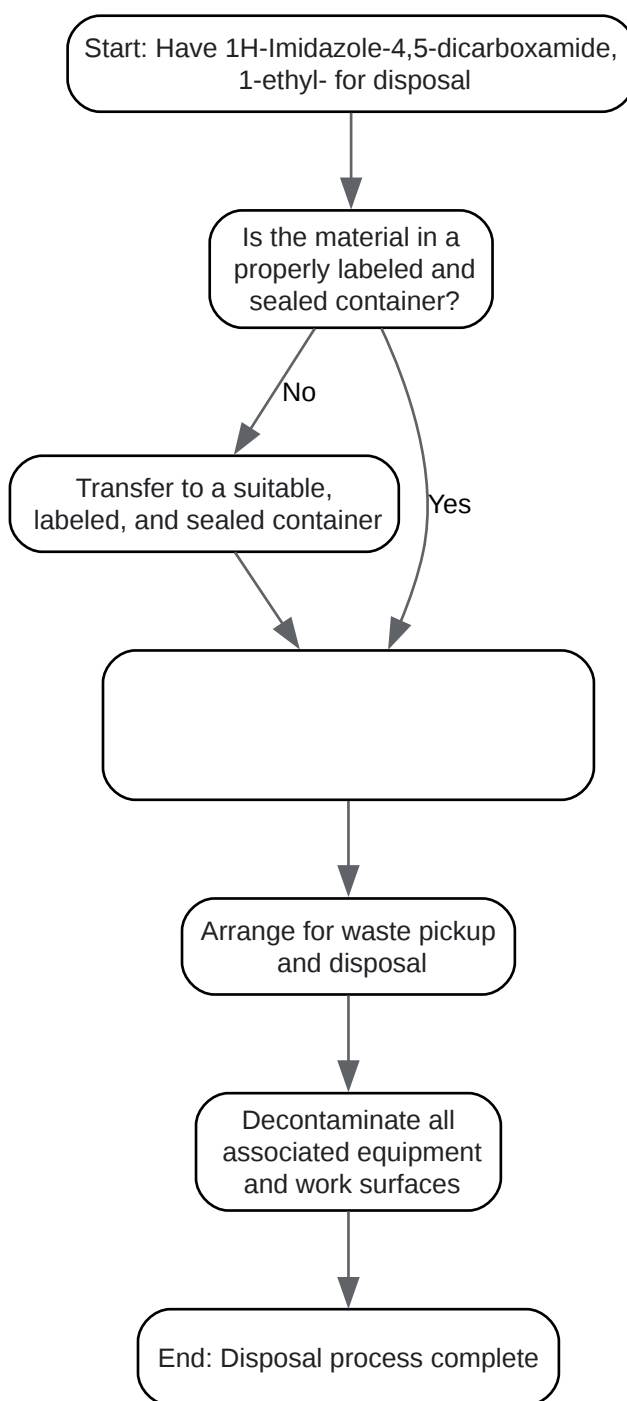 Start: Have 1H-Imidazole-4,5-dicarboxamide,
1-ethyl- for disposal
Is the material in a
properly labeled and
sealed container?
No
Yes
Transfer to a suitable,
labeled, and sealed container
Arrange for waste pickup
and disposal
Decontaminate all
associated equipment
and work surfaces
End: Disposal process complete